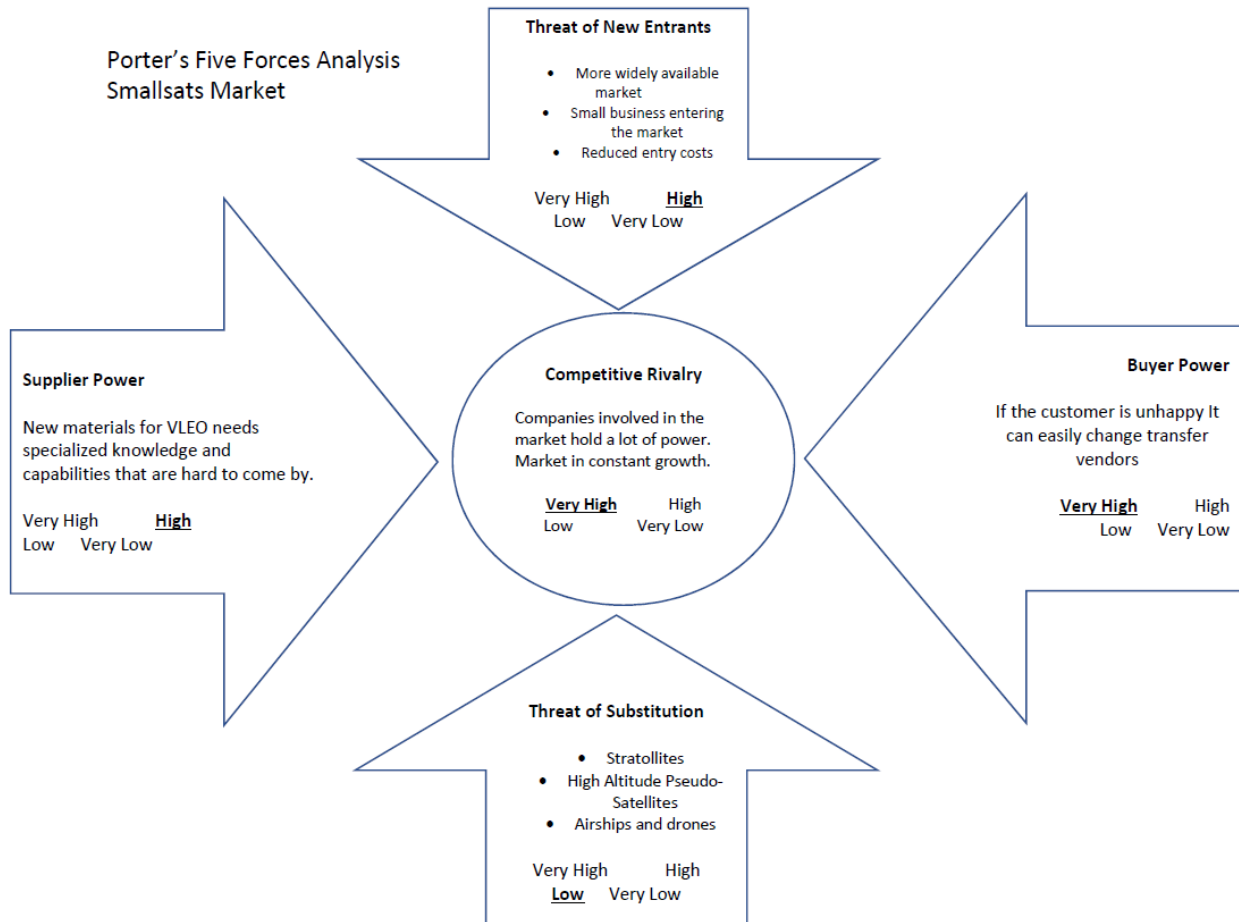 Porter's Five Forces Analysis
Smallsats Market
Threat of New Entrants
• More widely available
market
• Small business entering
the market
• Reduced entry costs
Very High High
Low Very Low
Supplier Power
New materials for VLEO needs
specialized knowledge and
capabilities that are hard to come by.
Very High High
Low Very Low
Competitive Rivalry
Companies involved in the
market hold a lot of power.
Market in constant growth.
Very High High
Low Very Low
Buyer Power
If the customer is unhappy It
can easily change transfer
vendors
Very High High
Low Very Low
Threat of Substitution
• Stratollites
• High Altitude Pseudo-
Satellites
• Airships and drones
Very High High
Low Very Low